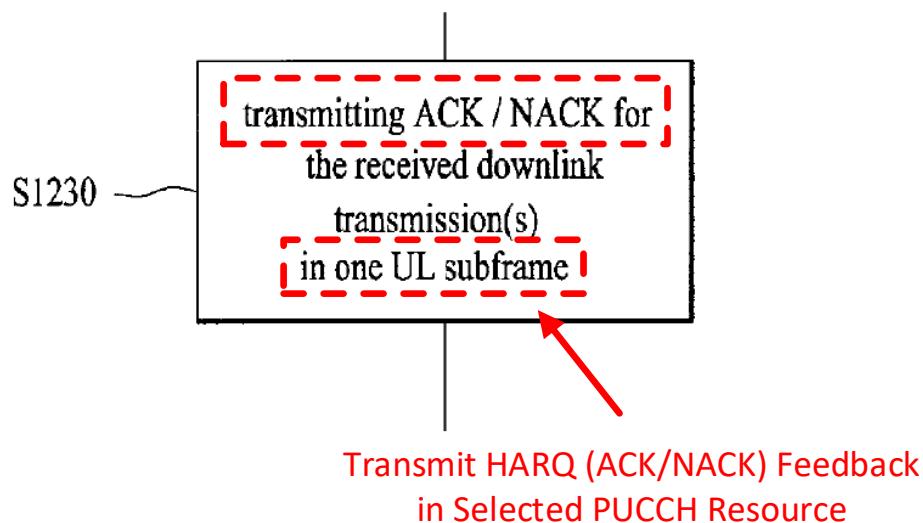 transmitting ACK / NACK for
the received downlink
S1230
transmission(s)
in one UL subframe
Transmit HARQ (ACK/NACK) Feedback
in Selected PUCCH Resource